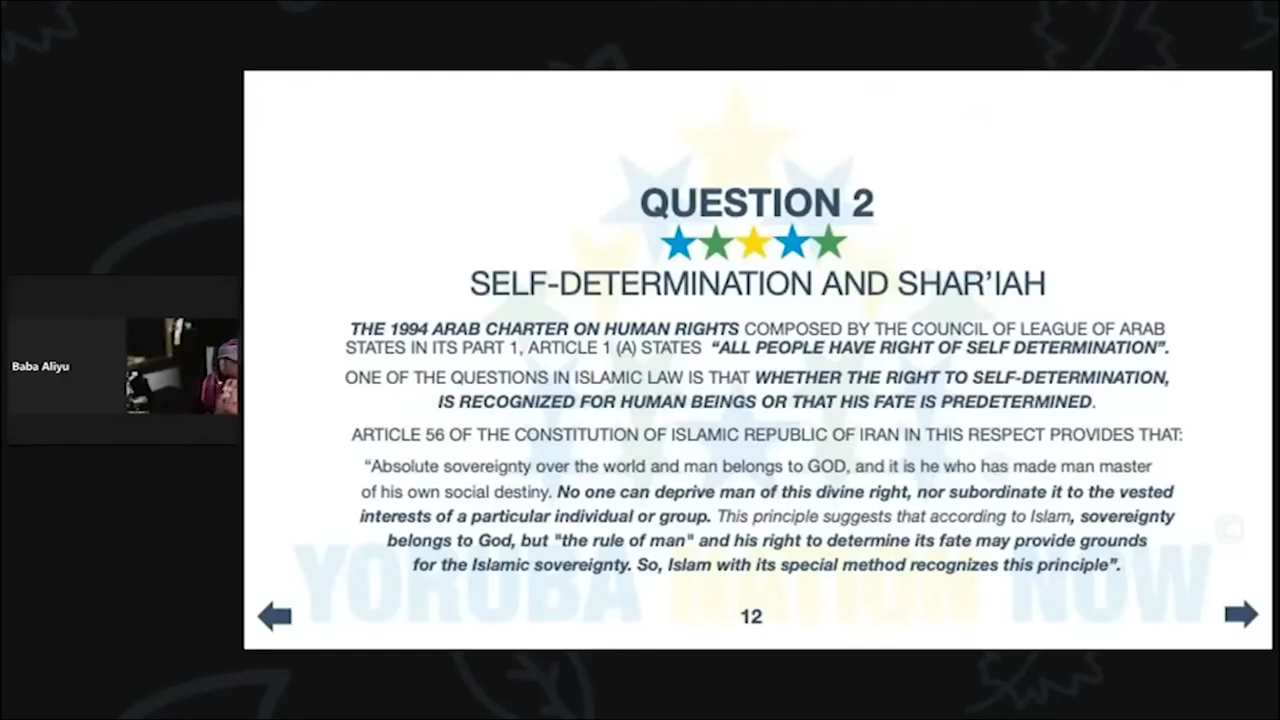 Baba Aliyu
QUESTION 2
SELF-DETERMINATION AND SHAR'IAH
THE 1994 ARAB CHARTER ON HUMAN RIGHTS COMPOSED BY THE COUNCIL OF LEAGUE OF ARAB
STATES IN ITS PART 1, ARTICLE 1 (A) STATES “ALL PEOPLE HAVE RIGHT OF SELF DETERMINATION”.
ONE OF THE QUESTIONS IN ISLAMIC LAW IS THAT WHETHER THE RIGHT TO SELF-DETERMINATION,
IS RECOGNIZED FOR HUMAN BEINGS OR THAT HIS FATE IS PREDETERMINED.
ARTICLE 56 OF THE CONSTITUTION OF ISLAMIC REPUBLIC OF IRAN IN THIS RESPECT PROVIDES THAT:
“Absolute sovereignty over the world and man belongs to GOD, and it is he who has made man master
of his own social destiny. No one can deprive man of this divine right, nor subordinate it to the vested
interests of a particular individual or group. This principle suggests that according to Islam, sovereignty
belongs to God, but "the rule of man" and his right to determine its fate may provide grounds
for the Islamic sovereignty. So, Islam with its special method recognizes this principle”.
YORUBA NATION NOW ©
12